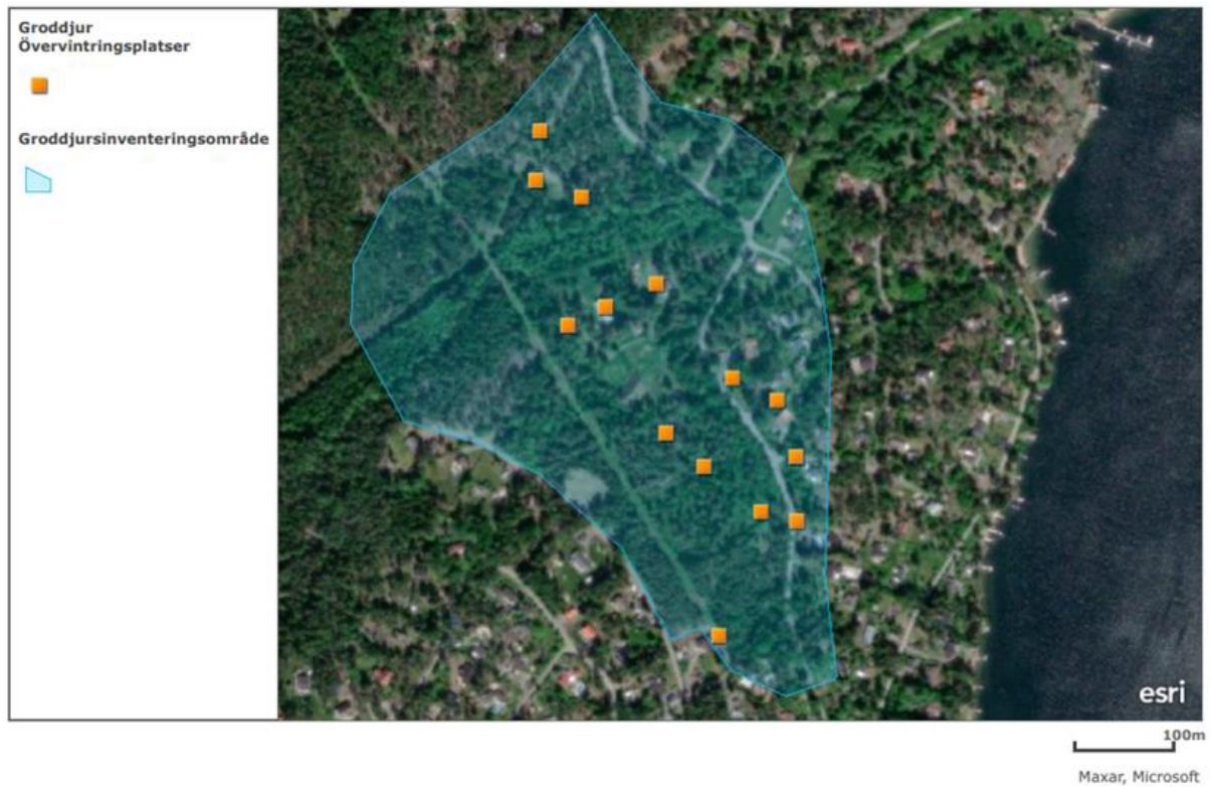 Groddjur
Övervintringsplatser
Groddjursinventeringsområde
esri
100m
Maxar, Microsoft